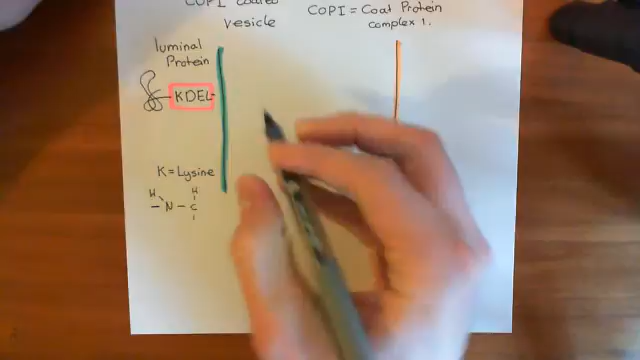 COPI coated
vesicle
COPI = Coat Protein
complex 1.
luminal
Protein
KDEL
K = Lysine
H H
– N – C